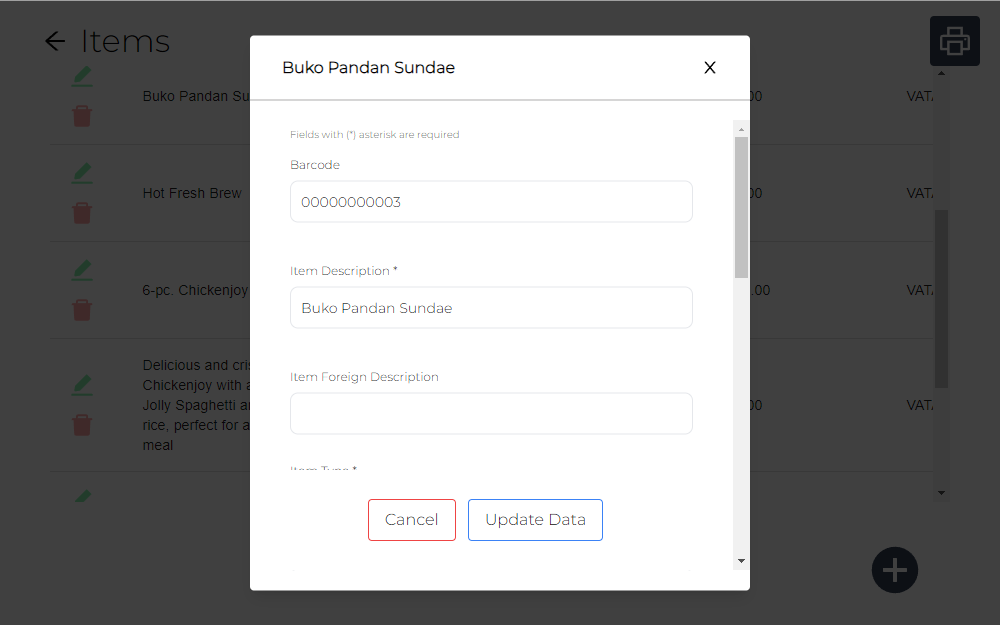 Items
Buko Pandan Sundae
X
Buko Pandan Su
00
VAT
Fields with (*) asterisk are required
Barcode
00000000003
Hot Fresh Brew
00
VAT
Item Description *
Buko Pandan Sundae
6-pc. Chickenjoy
.00
VAT
Item Foreign Description
Delicious and cris
Chickenjoy with a
Jolly Spaghetti a
rice, perfect for a
meal
00
VAT
Item Type *
Cancel
Update Data